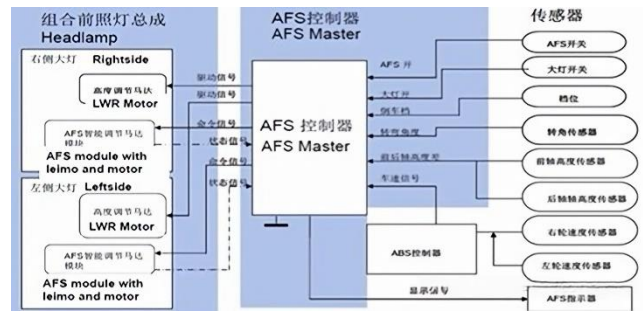 组合前照灯总成
Headlamp
AFS控制器
AFS Master
传感器
右侧大灯 Rightside
高度调节马达
LWR Motor
AFS智能调节马达
模块
AFS module with
leimo and motor
左侧大灯 Leftside
高度调节马达
LWR Motor
AFS智能调节马达
模块
AFS module with
leimo and motor
驱动信号
驱动信号
命令信号
状态信号
命令信号
状态信号
AFS 控制器
AFS Master
AFS 开
大灯开
倒车档
转弯角度
前后轴高度差
车速信号
ABS控制器
显示信号
AFS开关
大灯开关
档位
转角传感器
前轴高度传感器
后轴轴高度传感器
右轮速度传感器
左轮速度传感器
AFS指示器